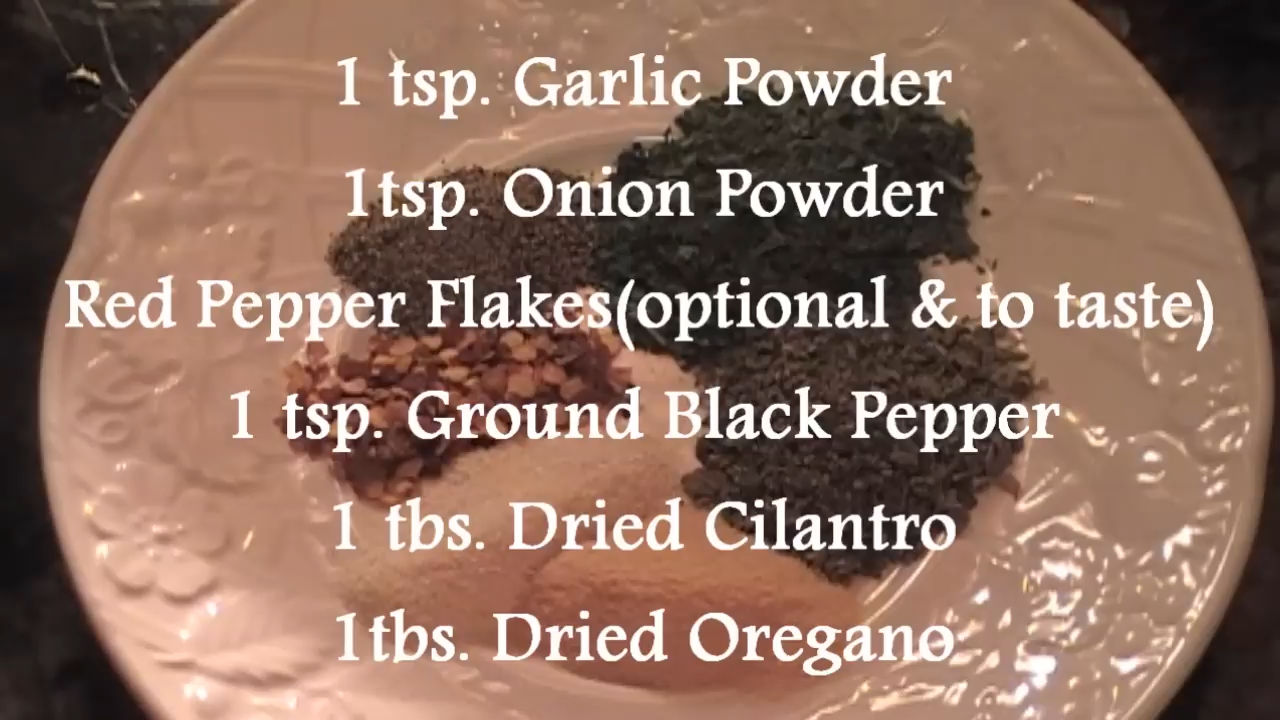 1 tsp. Garlic Powder
1tsp. Onion Powder
Red Pepper Flakes(optional & to taste)
1 tsp. Ground Black Pepper
1 tbs. Dried Cilantro
1tbs. Dried Oregano